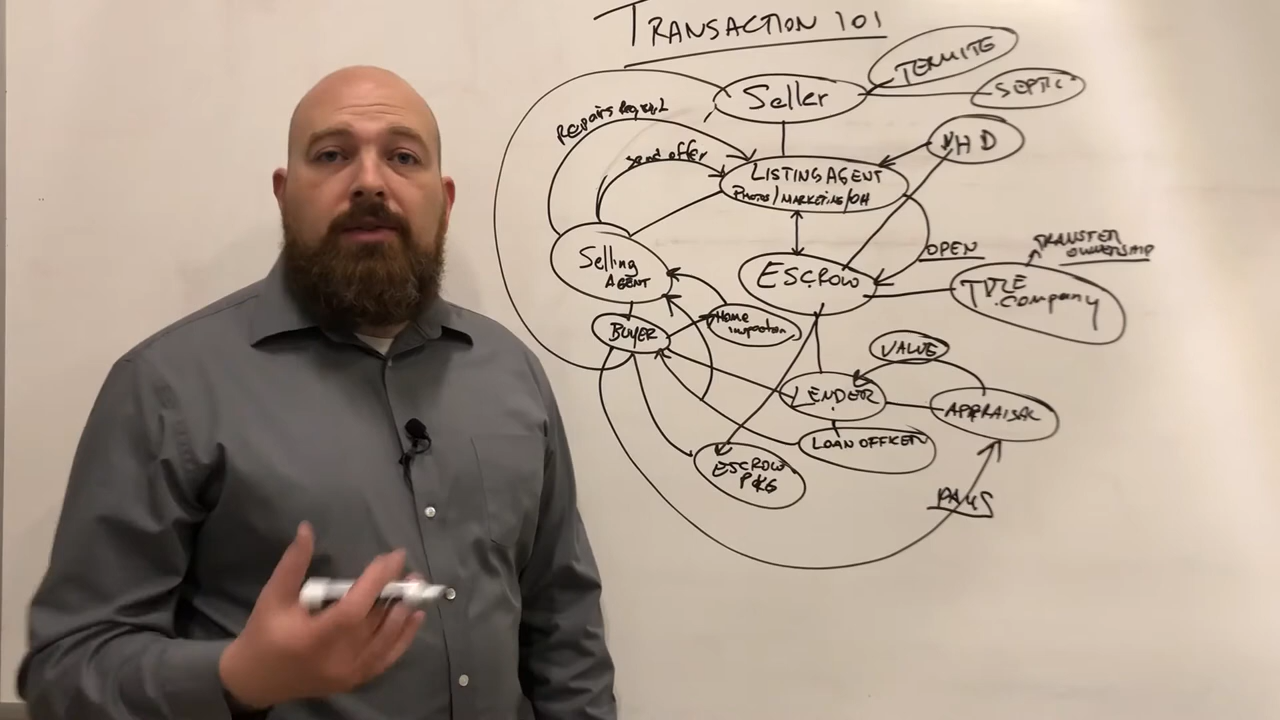 TRANSACTION 101
TERMITE
Seller
SEPTIC
Repairs Request
NHD
send offer
LISTING AGENT
PHOTOS/MARKETING/OH
TRANSFER
OWNERSHIP
OPEN
Selling
AGENT
ESCROW
TITLE
Company
BUYER
Home
inspection
VALUE
LENDER
APPRAISAL
LOAN OFFICER
ESCROW
PKG
PAYS